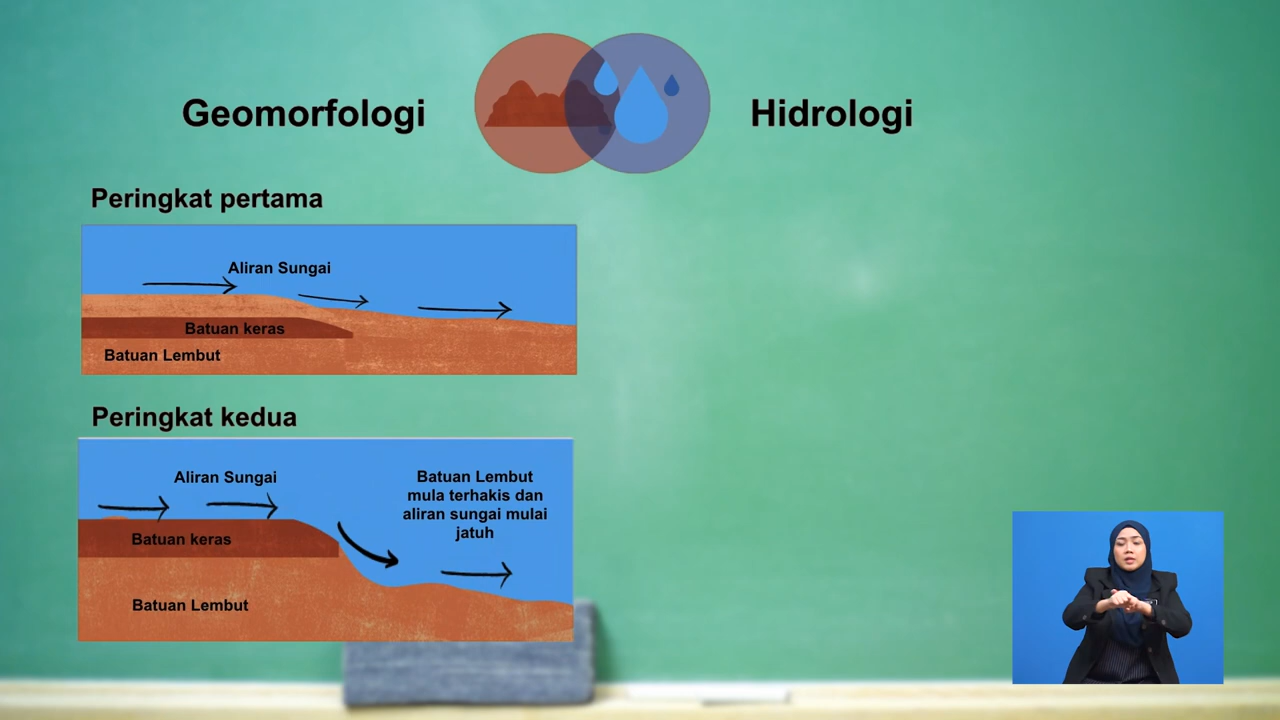 Geomorfologi
Hidrologi
Peringkat pertama
Aliran Sungai
Batuan keras
Batuan Lembut
Peringkat kedua
Aliran Sungai
Batuan Lembut
mula terhakis dan
aliran sungai mulai
jatuh
Batuan keras
Batuan Lembut